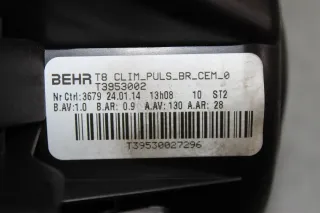 BEHR T8 CLIM_PULS_BR_CEM_0
T3953002
Nr Ctrl:3679 24.01.14 13h08 10 ST2
B.AV:1.0 B.AR: 0.9 A.AV: 130 A.AR: 28
T39530027296